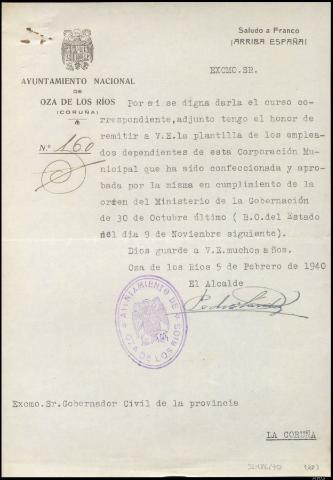 Saludo a Franco
¡ARRIBA ESPAÑA!
AYUNTAMIENTO NACIONAL
DE
OZA DE LOS RÍOS
(CORUÑA)
N.º 160
EXCMO.SR.
Por si se digna darla el curso co-
rrespondiente,adjunto tengo el honor de
remitir a V.E.la plantilla de los emplea
dos dependientes de esta Corporación Mu-
nicipal que ha sido confeccionada y apro-
bada por la misma en cumplimiento de la
orden del Ministerio de la Gobernación
de 30 de Octubre último ( B.O.del Estado
del dia 9 de Noviembre siguiente).
Dios guarde a V.E.muchos años.
Oza de los Rios 5 de Febrero de 1940
El Alcalde
AYUNTAMIENTO DE
OZA DE LOS RIOS
Excmo.Sr.Gobernador Civil de la provincia
LA CORUÑA